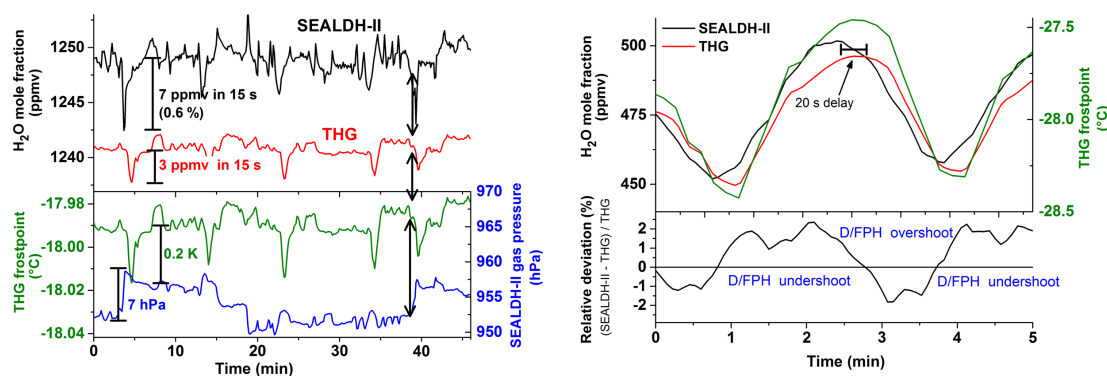 SEALDH-II
1250
1245
1240
H2O mole fraction
(ppmv)
7 ppmv in 15 s
(0.6 %)
THG
3 ppmv in 15 s
-17.98
-18.00
-18.02
-18.04
THG frostpoint
(°C)
0.2 K
7 hPa
970
965
960
955
950
SEALDH-II gas pressure
(hPa)
0 10 20 30 40
Time (min)
SEALDH-II
THG
500
475
450
H2O mole fraction
(ppmv)
20 s delay
-27.5
-28.0
-28.5
THG frostpoint
(°C)
Relative deviation (%)
(SEALDH-II - THG) / THG
2
1
0
-1
-2
D/FPH overshoot
D/FPH undershoot
D/FPH undershoot
0 1 2 3 4 5
Time (min)